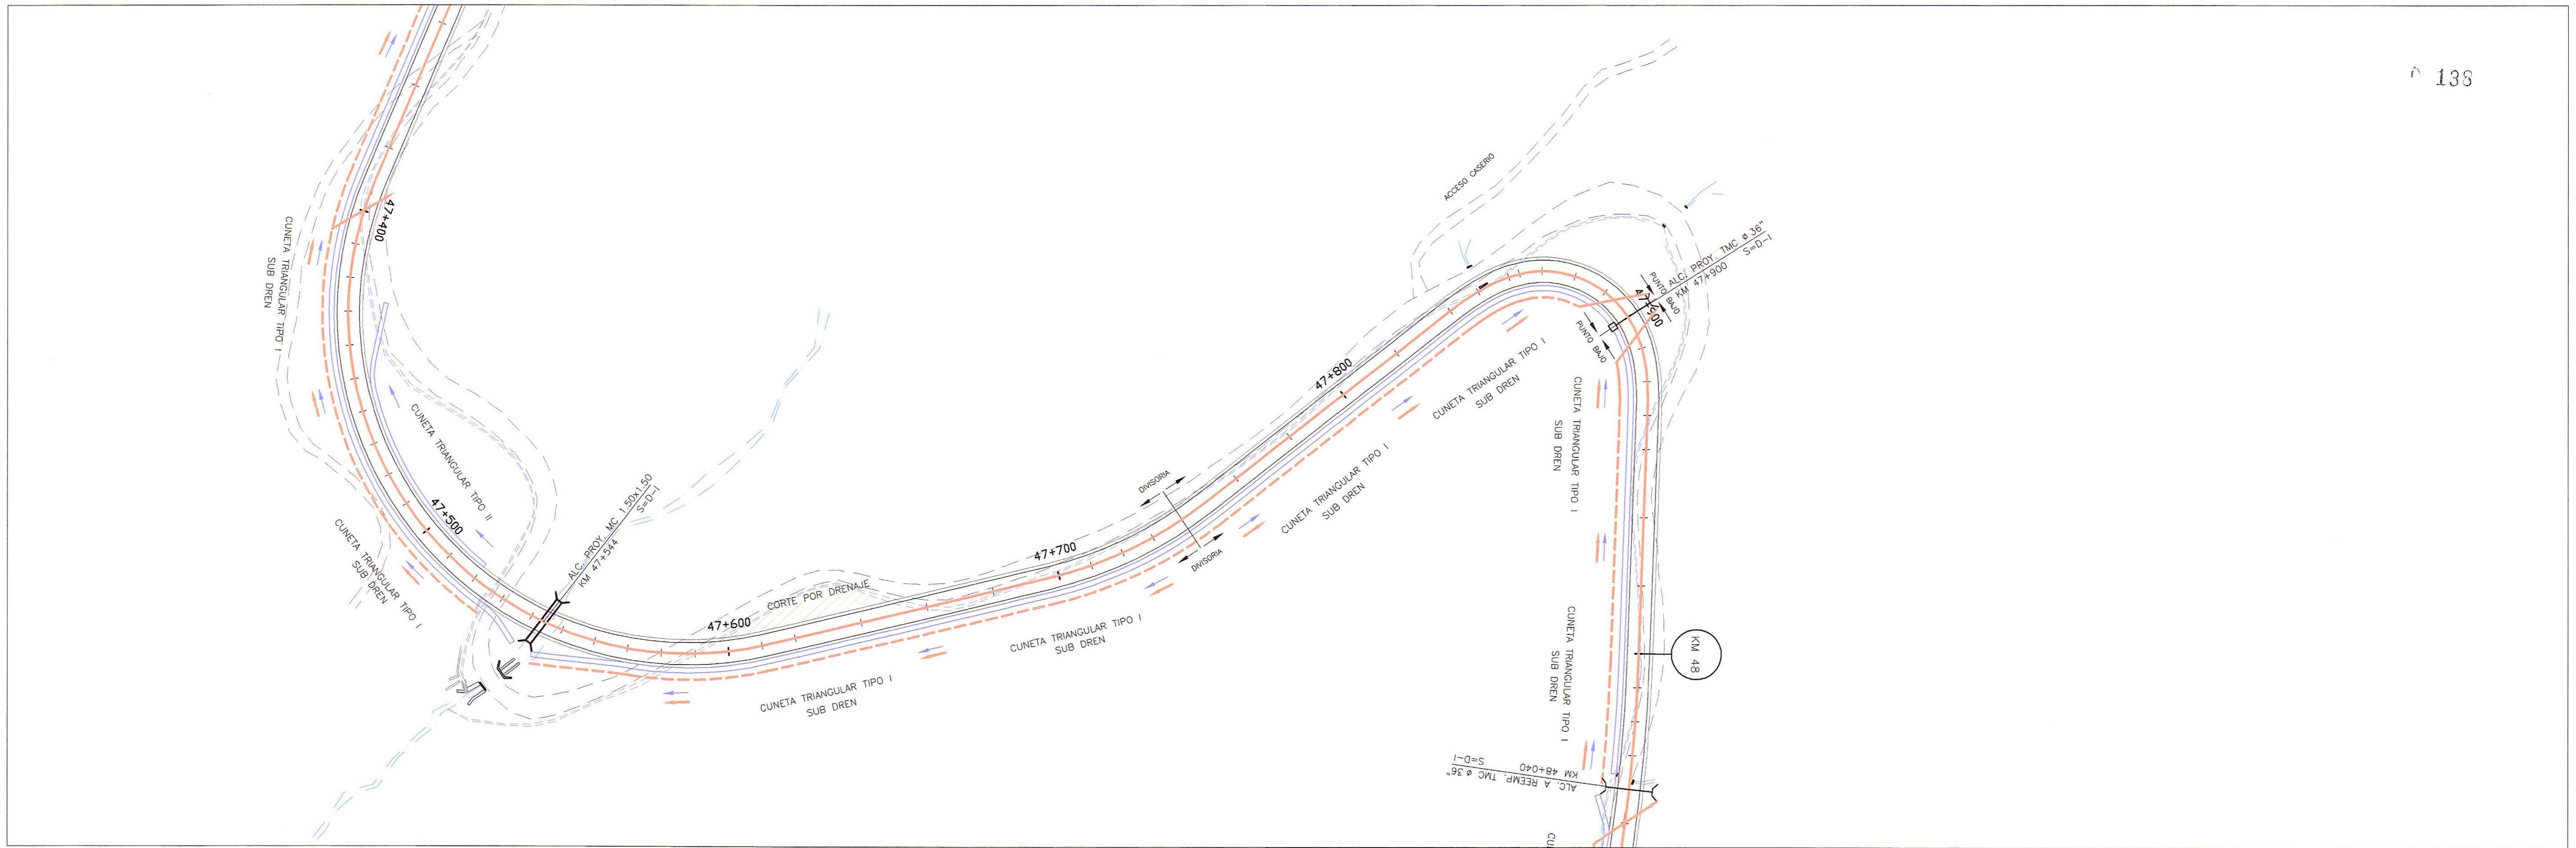 138
47+400
CUNETA TRIANGULAR TIPO I
SUB DREN
CUNETA TRIANGULAR TIPO II
47+500
CUNETA TRIANGULAR TIPO I
SUB DREN
ALC. PROY. MC 1.50x1.50
KM 47+544 S=D-I
47+600
CORTE POR DRENAJE
CUNETA TRIANGULAR TIPO I
SUB DREN
47+700
CUNETA TRIANGULAR TIPO I
SUB DREN
DIVISORIA
DIVISORIA
CUNETA TRIANGULAR TIPO I
SUB DREN
47+800
CUNETA TRIANGULAR TIPO I
SUB DREN
ACCESO CASERIO
ALC. PROY. TMC ø 36"
KM 47+900 S=D-I
PUNTO BAJO
47+900
PUNTO BAJO
CUNETA TRIANGULAR TIPO I
SUB DREN
CUNETA TRIANGULAR TIPO I
SUB DREN
KM 48
ALC. A REEMP. TMC ø 36"
KM 48+040 S=D-I